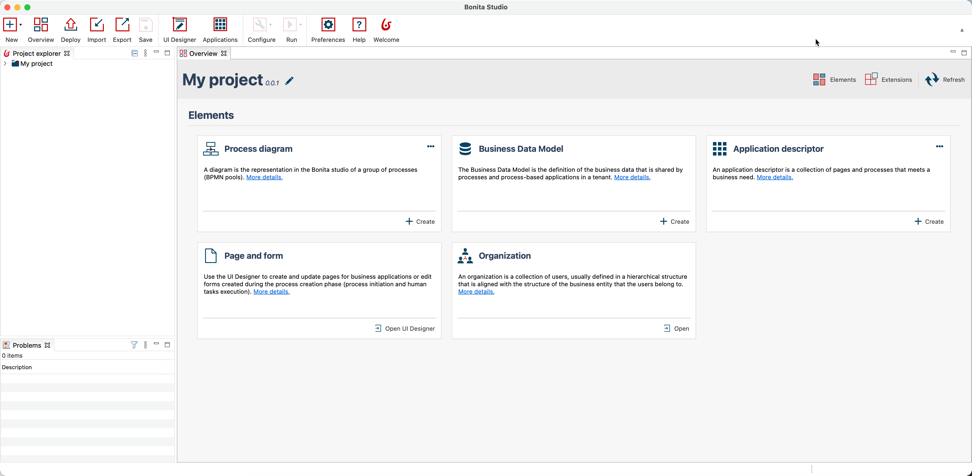 Bonita Studio
New Overview Deploy Import Export Save UI Designer Applications Configure Run Preferences Help Welcome
Project explorer
My project
Overview
My project 0.0.1
Elements Extensions Refresh
Elements
Process diagram
A diagram is the representation in the Bonita studio of a group of processes
(BPMN pools). More details.
Create
Business Data Model
The Business Data Model is the definition of the business data that is shared by
processes and process-based applications in a tenant. More details.
Create
Application descriptor
An application descriptor is a collection of pages and processes that meets a
business need. More details.
Create
Page and form
Use the UI Designer to create and update pages for business applications or edit
forms created during the process creation phase (process initiation and human
tasks execution). More details.
Open UI Designer
Organization
An organization is a collection of users, usually defined in a hierarchical structure
that is aligned with the structure of the business entity that the users belong to.
More details.
Open
Problems
0 items
Description